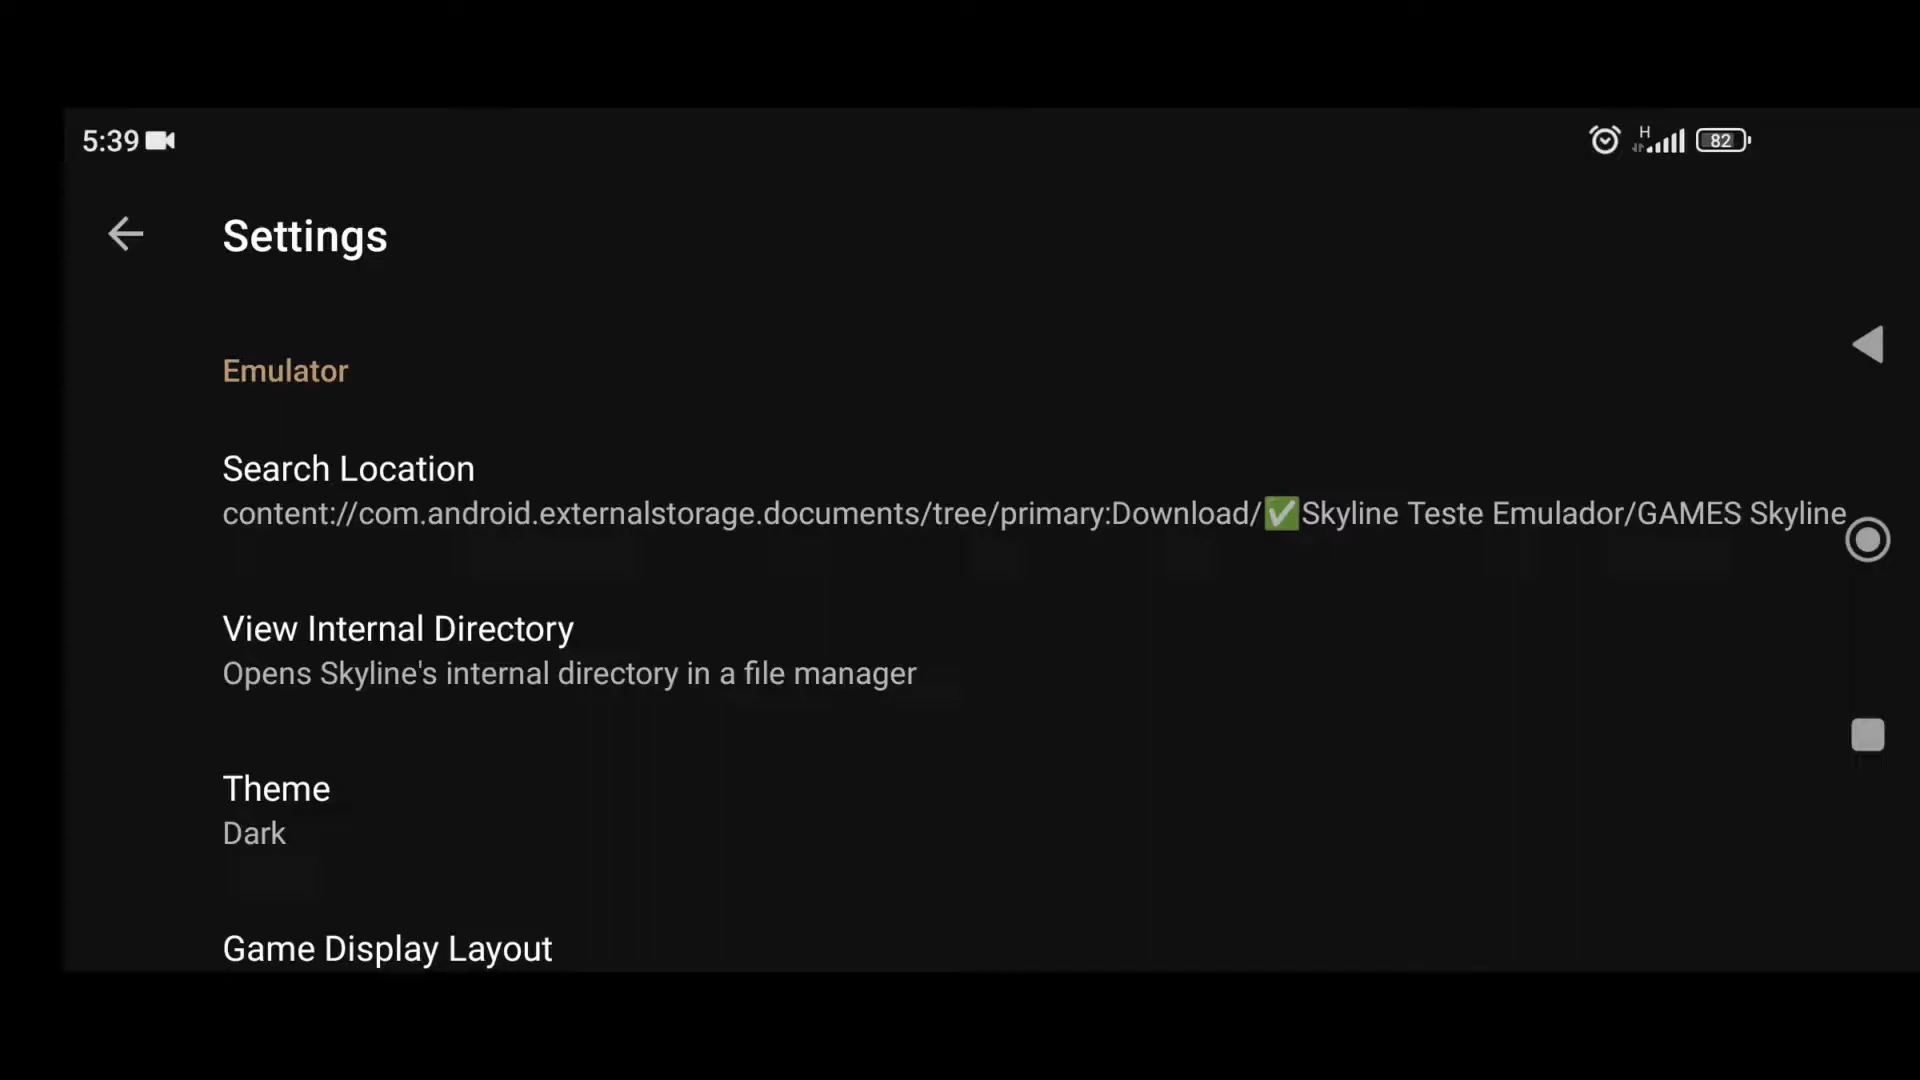 5:39
H
82
Settings
Emulator
Search Location
content://com.android.externalstorage.documents/tree/primary:Download/✅Skyline Teste Emulador/GAMES Skyline
View Internal Directory
Opens Skyline's internal directory in a file manager
Theme
Dark
Game Display Layout